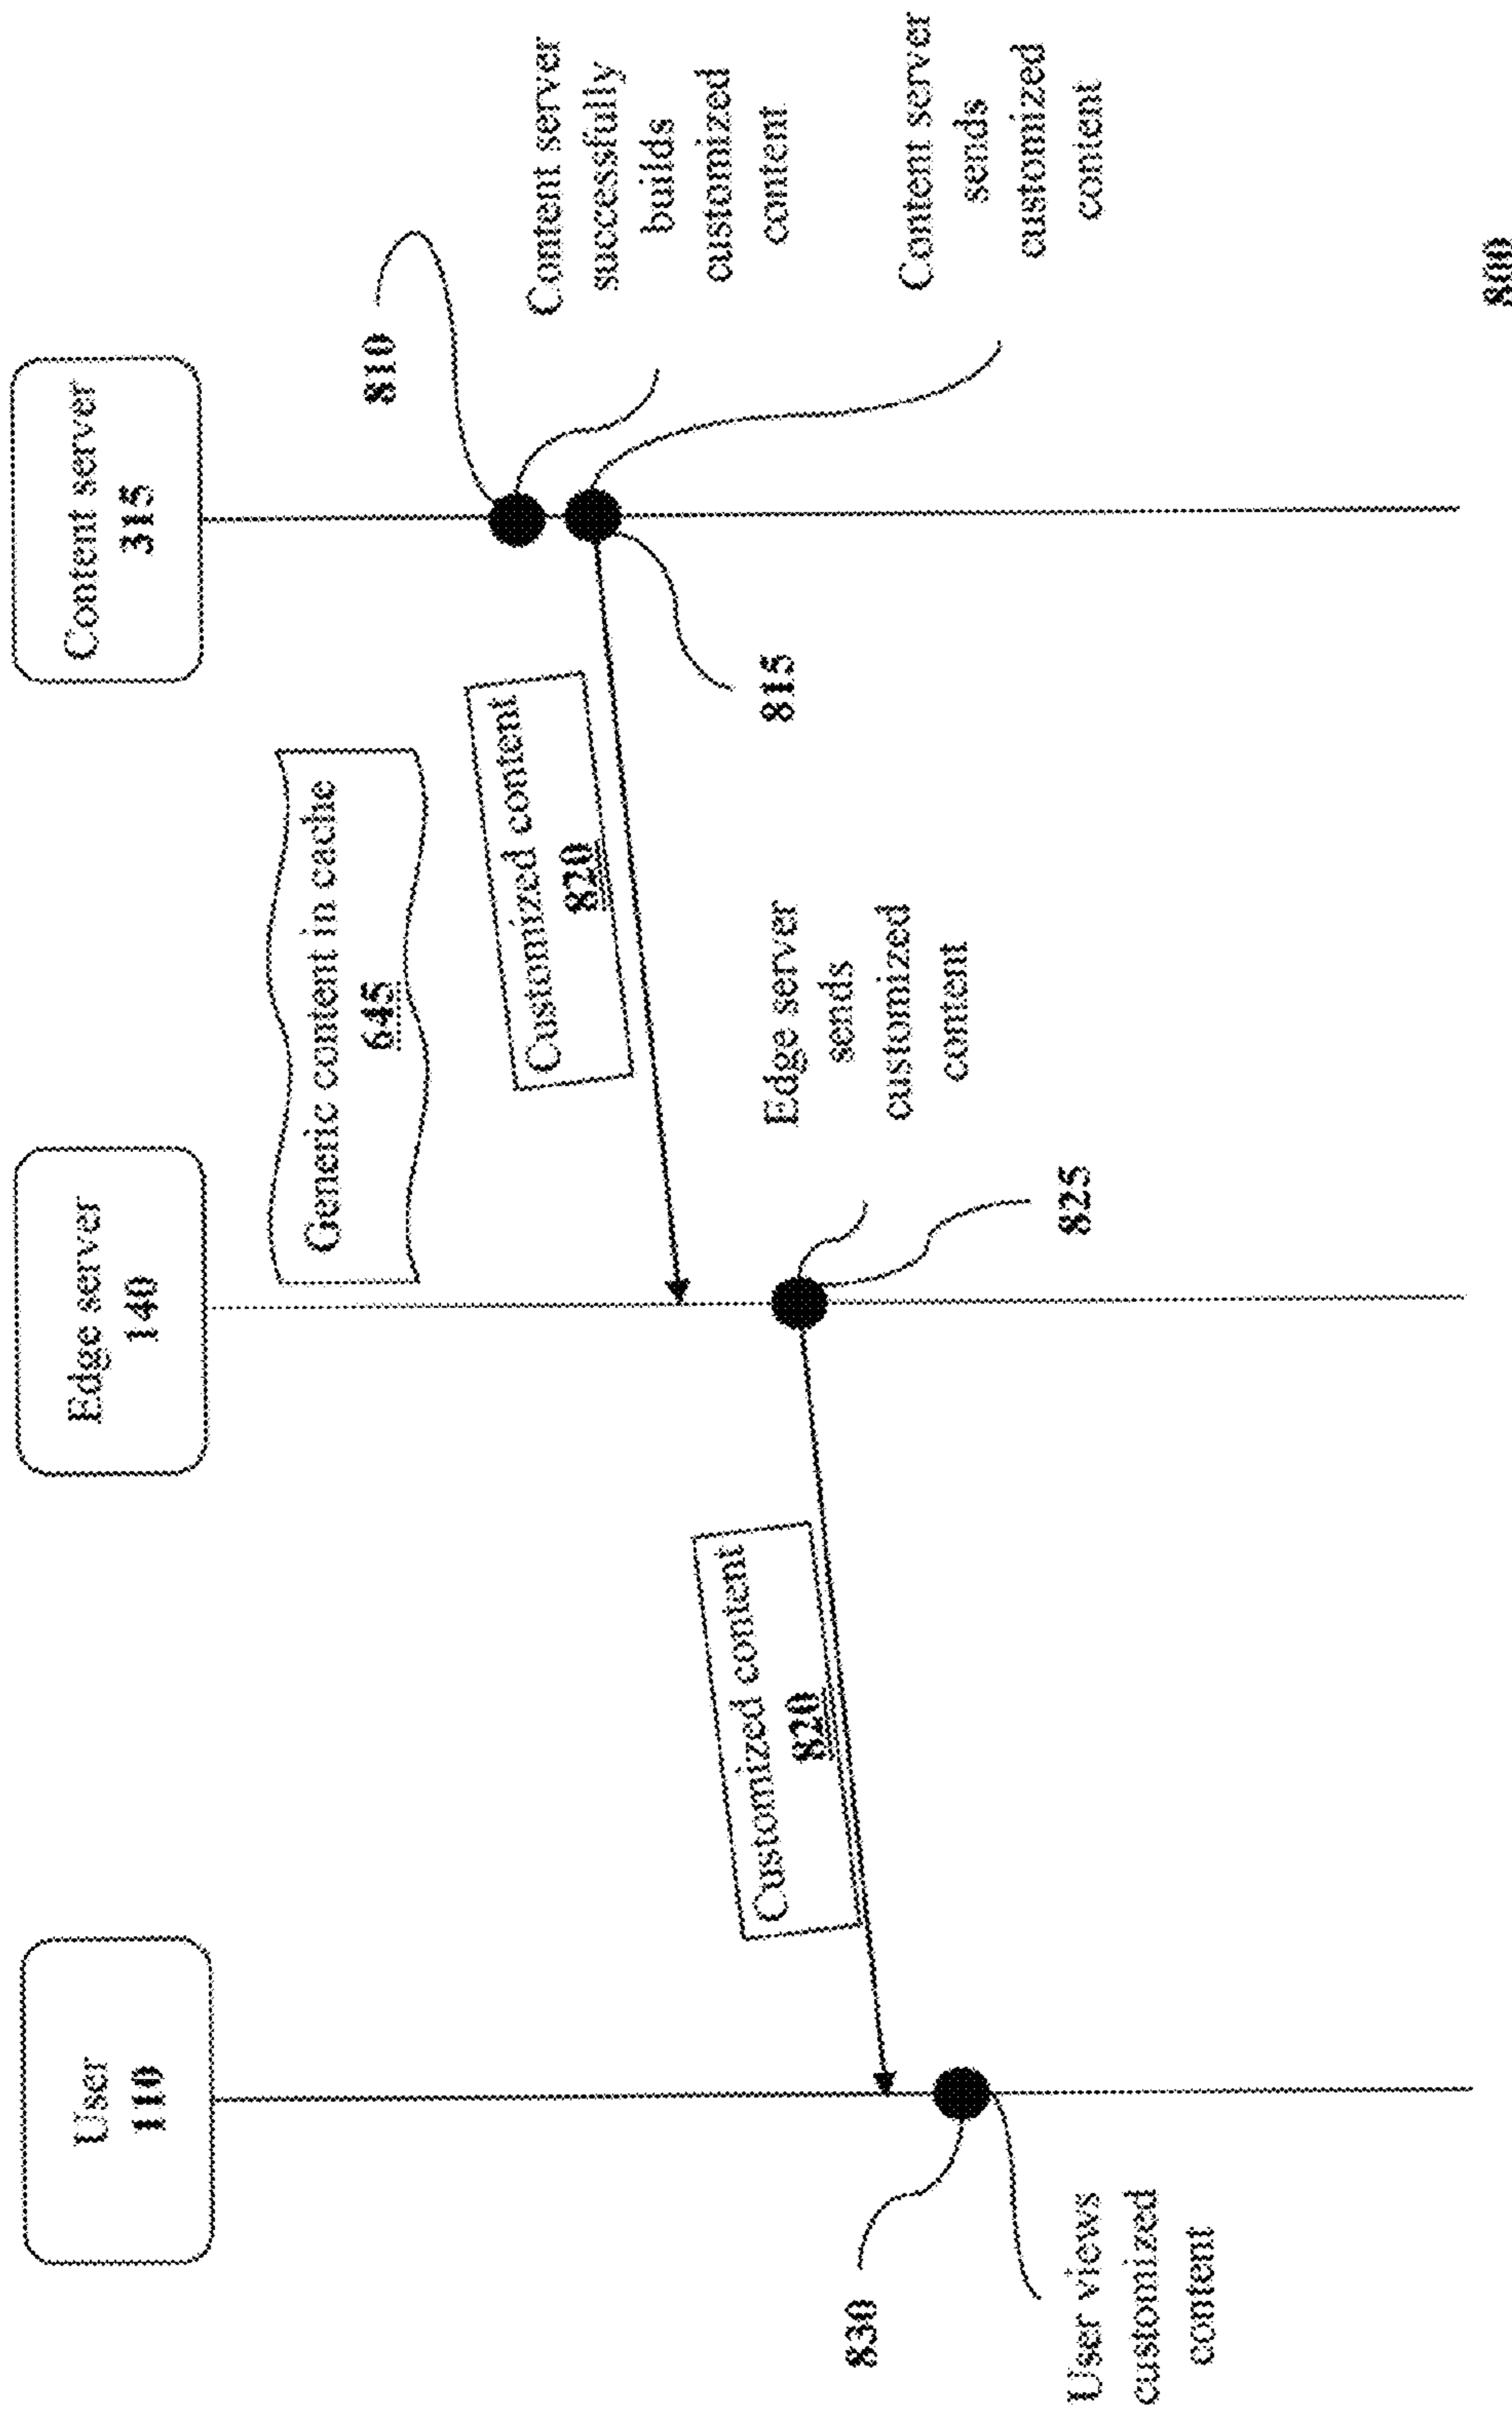 User
110
Edge server
140
Content server
315
Generic content in cache
645
810
Content server
successfully
builds
customized
content
Customized content
820
815
Content server
sends
customized
content
Edge server
sends
customized
content
825
Customized content
820
830
User views
customized
content
800